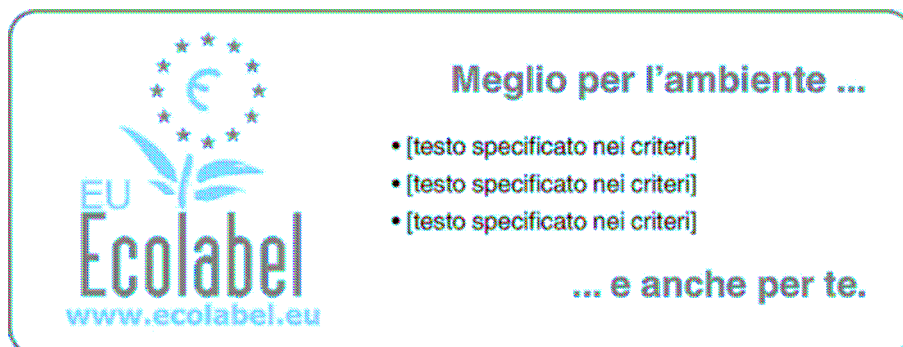 EU
Ecolabel
www.ecolabel.eu
Meglio per l'ambiente ...
• [testo specificato nei criteri]
• [testo specificato nei criteri]
• [testo specificato nei criteri]
... e anche per te.